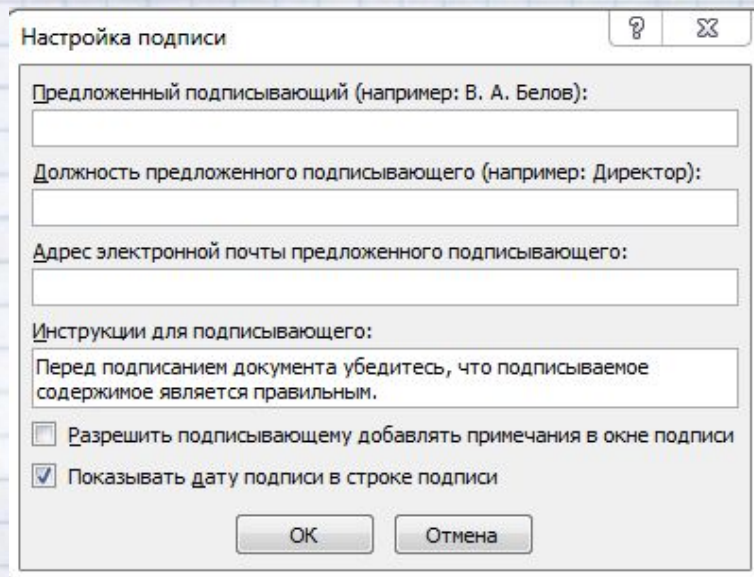 Настройка подписи
Предложенный подписывающий (например: В. А. Белов):
Должность предложенного подписывающего (например: Директор):
Адрес электронной почты предложенного подписывающего:
Инструкции для подписывающего:
Перед подписанием документа убедитесь, что подписываемое
содержимое является правильным.
Разрешить подписывающему добавлять примечания в окне подписи
Показывать дату подписи в строке подписи
ОК Отмена